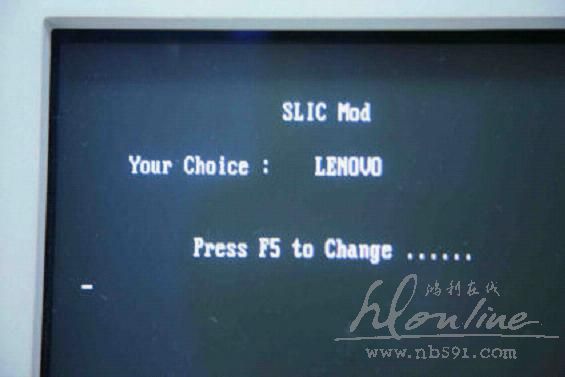 SLIC Mod
Your Choice : LENOVO
Press F5 to Change ......
鸿利在线
hlonline
www.nb591.com